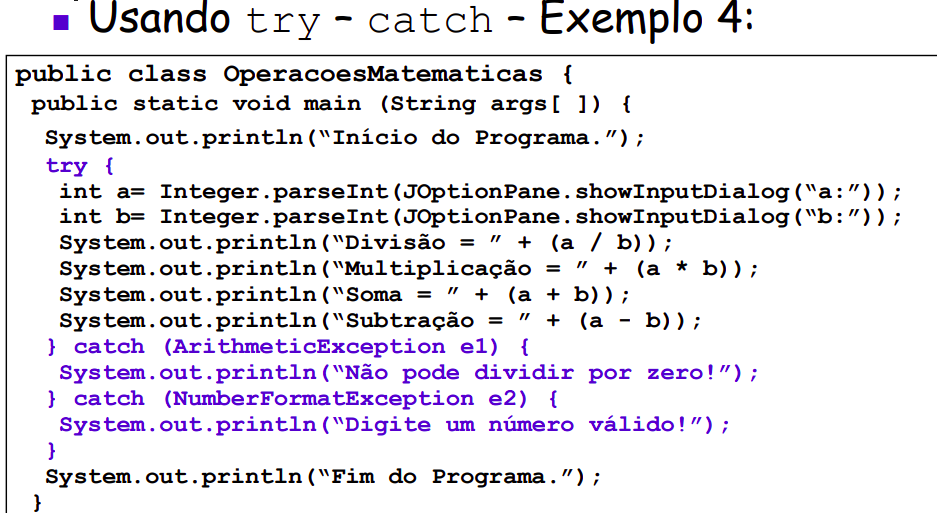 Usando try – catch – Exemplo 4:
public class OperacoesMatematicas {
public static void main (String args[ ]) {
System.out.println(“Início do Programa.”);
try {
int a= Integer.parseInt(JOptionPane.showInputDialog(“a:”));
int b= Integer.parseInt(JOptionPane.showInputDialog(“b:”));
System.out.println(“Divisão = ” + (a / b));
System.out.println(“Multiplicação = ” + (a * b));
System.out.println(“Soma = ” + (a + b));
System.out.println(“Subtração = ” + (a - b));
} catch (ArithmeticException e1) {
System.out.println(“Não pode dividir por zero!”);
} catch (NumberFormatException e2) {
System.out.println(“Digite um número válido!”);
}
System.out.println(“Fim do Programa.”);
}